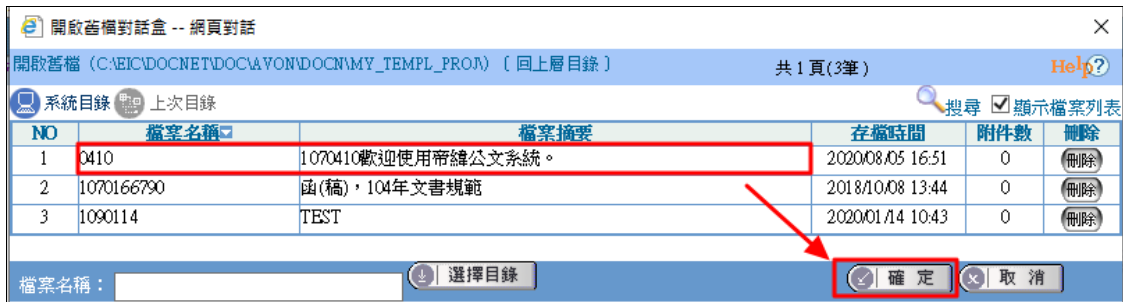 開啟舊檔對話盒 -- 網頁對話
開啟舊檔（C:\EIC\DOCNET\DOC\AVON\DOCN\MY_TEMPL_PROJ\）〔回上層目錄〕 共1頁(3筆) Help?
系統目錄 上次目錄 搜尋 顯示檔案列表
NO 檔案名稱 檔案摘要 存檔時間 附件數 刪除
1 0410 1070410歡迎使用帝緯公文系統。 2020/08/05 16:51 0 刪除
2 1070166790 函(稿)，104年文書規範 2018/10/08 13:44 0 刪除
3 1090114 TEST 2020/01/14 10:43 0 刪除
檔案名稱： 選擇目錄 確 定 取 消